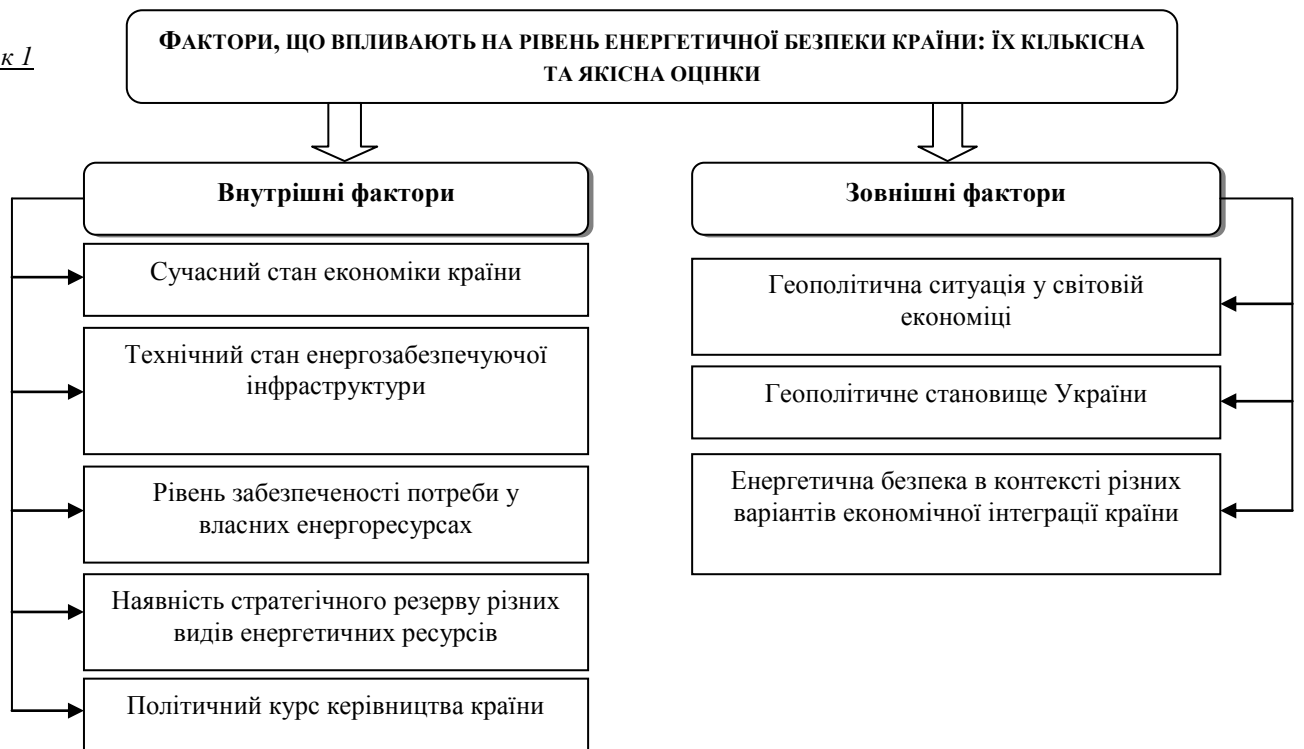 к 1
ФАКТОРИ, ЩО ВПЛИВАЮТЬ НА РІВЕНЬ ЕНЕРГЕТИЧНОЇ БЕЗПЕКИ КРАЇНИ: ЇХ КІЛЬКІСНА
ТА ЯКІСНА ОЦІНКИ
Внутрішні фактори
Сучасний стан економіки країни
Технічний стан енергозабезпечуючої
інфраструктури
Рівень забезпеченості потреби у
власних енергоресурсах
Наявність стратегічного резерву різних
видів енергетичних ресурсів
Політичний курс керівництва країни
Зовнішні фактори
Геополітична ситуація у світовій
економіці
Геополітичне становище України
Енергетична безпека в контексті різних
варіантів економічної інтеграції країни